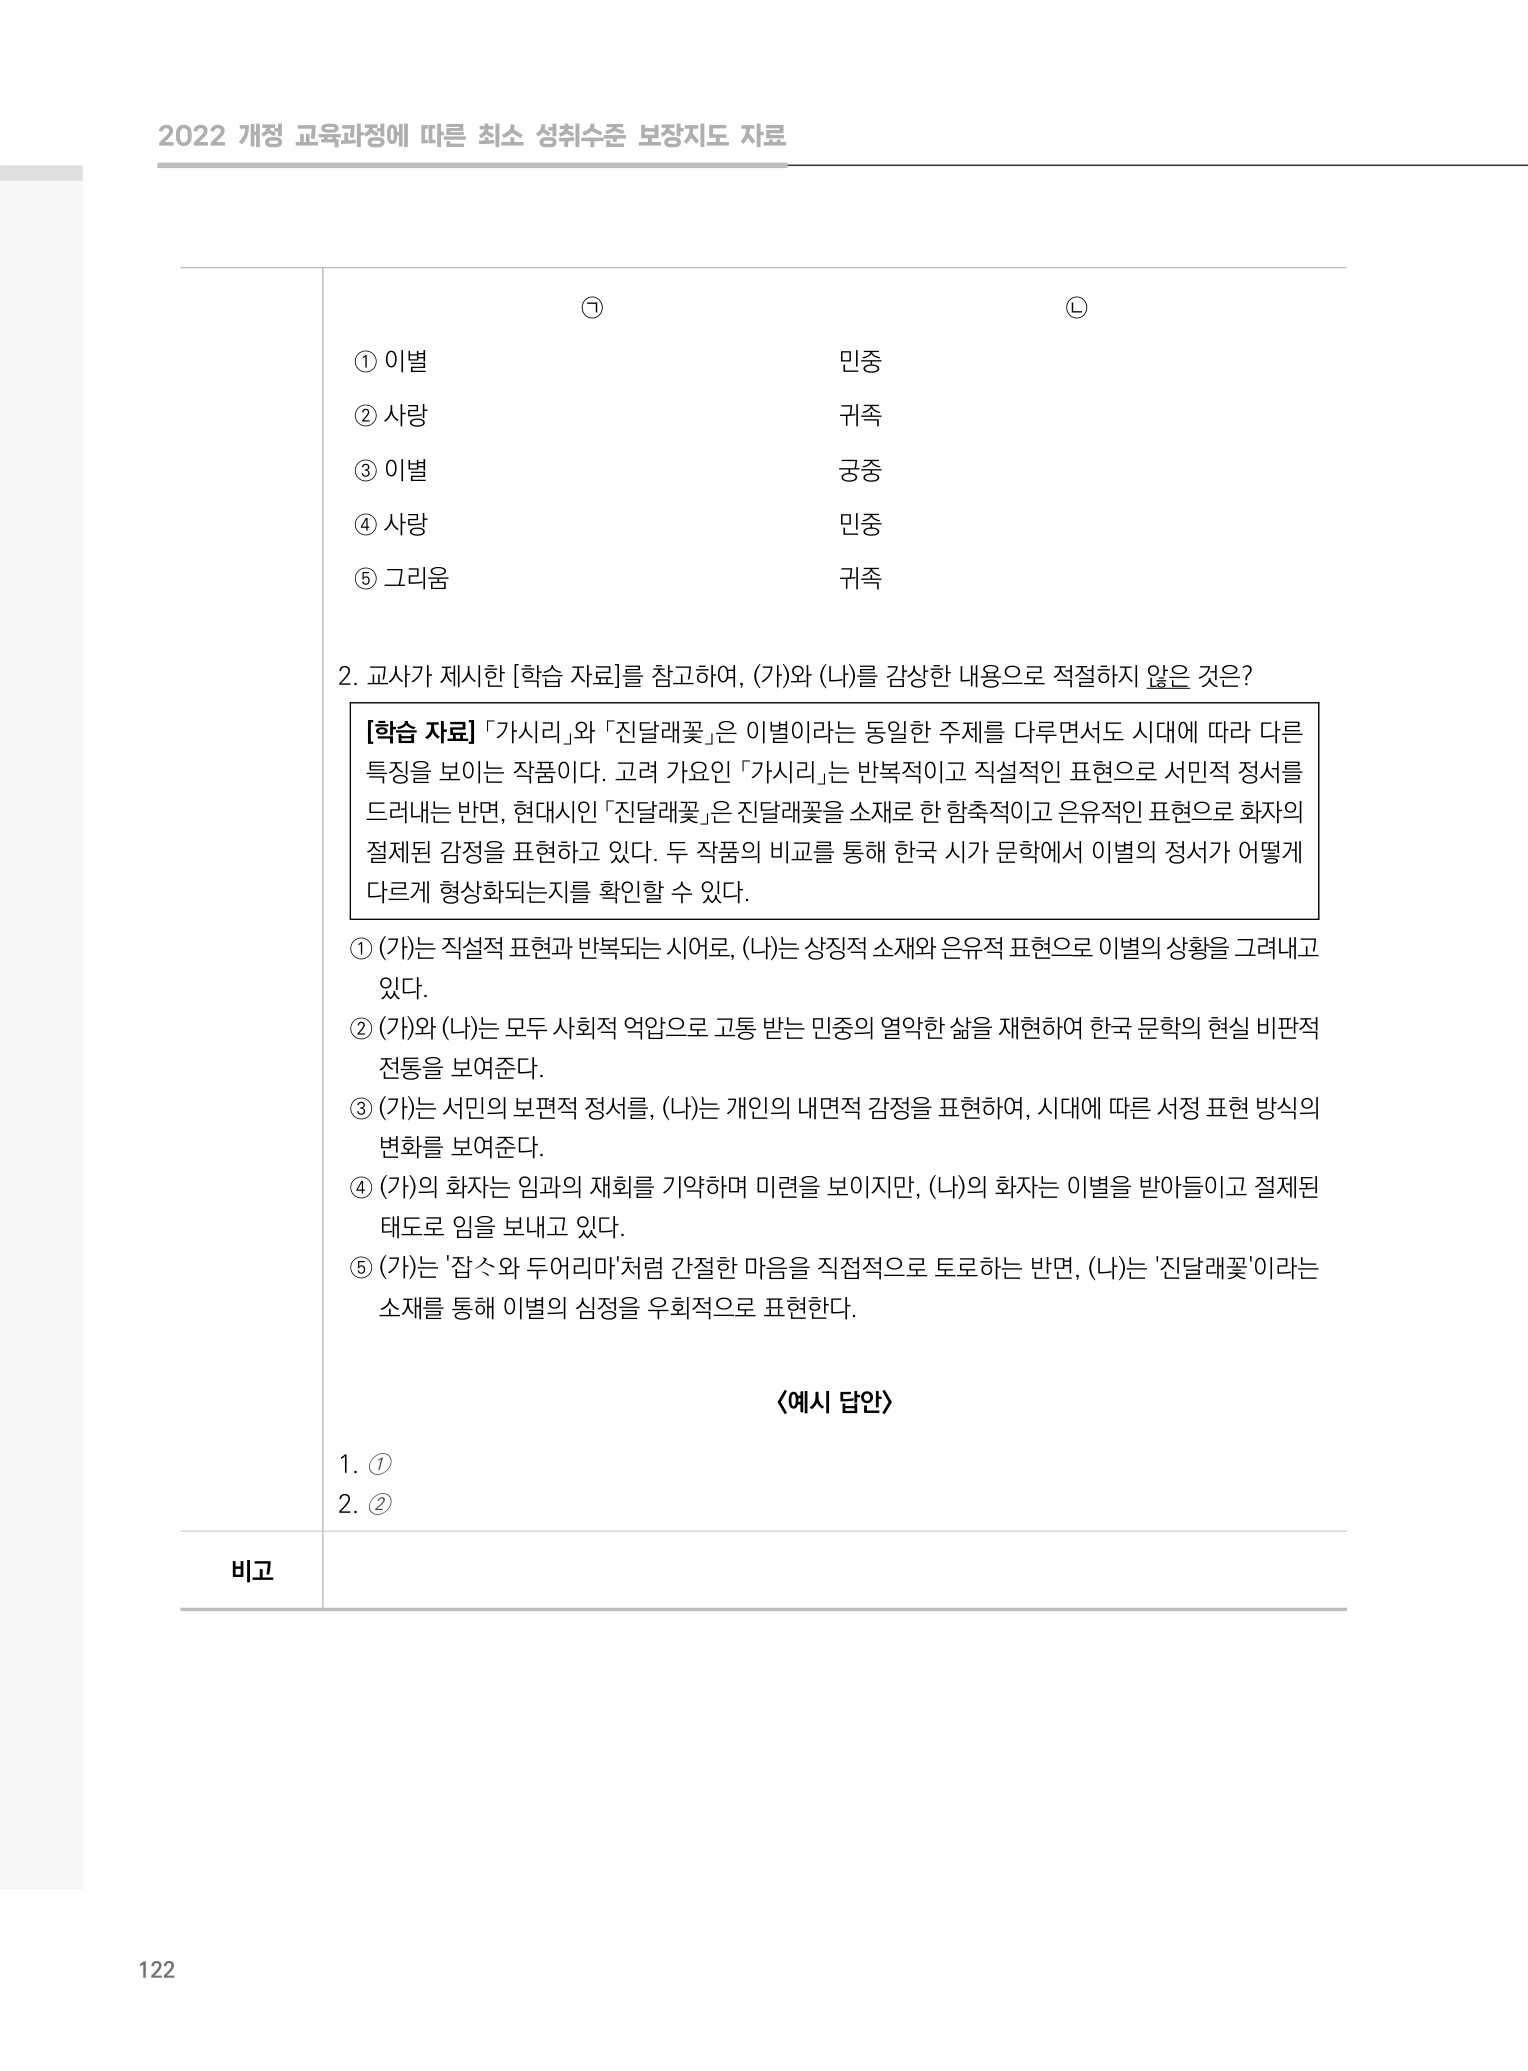 2022 개정 교육과정에 따른 최소 성취수준 보장지도 자료
㉠ ㉡
① 이별 민중
② 사랑 귀족
③ 이별 궁중
④ 사랑 민중
⑤ 그리움 귀족
2. 교사가 제시한 [학습 자료]를 참고하여, (가)와 (나)를 감상한 내용으로 적절하지 않은 것은?
[학습 자료] 「가시리」와 「진달래꽃」은 이별이라는 동일한 주제를 다루면서도 시대에 따라 다른
특징을 보이는 작품이다. 고려 가요인 「가시리」는 반복적이고 직설적인 표현으로 서민적 정서를
드러내는 반면, 현대시인 「진달래꽃」은 진달래꽃을 소재로 한 함축적이고 은유적인 표현으로 화자의
절제된 감정을 표현하고 있다. 두 작품의 비교를 통해 한국 시가 문학에서 이별의 정서가 어떻게
다르게 형상화되는지를 확인할 수 있다.
① (가)는 직설적 표현과 반복되는 시어로, (나)는 상징적 소재와 은유적 표현으로 이별의 상황을 그려내고
있다.
② (가)와 (나)는 모두 사회적 억압으로 고통 받는 민중의 열악한 삶을 재현하여 한국 문학의 현실 비판적
전통을 보여준다.
③ (가)는 서민의 보편적 정서를, (나)는 개인의 내면적 감정을 표현하여, 시대에 따른 서정 표현 방식의
변화를 보여준다.
④ (가)의 화자는 임과의 재회를 기약하며 미련을 보이지만, (나)의 화자는 이별을 받아들이고 절제된
태도로 임을 보내고 있다.
⑤ (가)는 '잡ᄉ와 두어리마'처럼 간절한 마음을 직접적으로 토로하는 반면, (나)는 '진달래꽃'이라는
소재를 통해 이별의 심정을 우회적으로 표현한다.
〈예시 답안〉
1. ①
2. ②
비고
122